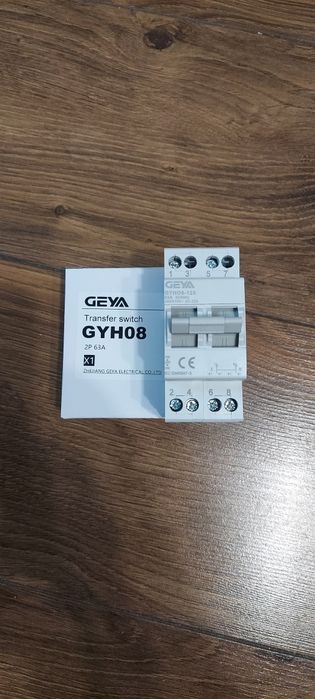 GEYA
Transfer switch
GYH08
2P 63A
X1
ZHEJIANG GEYA ELECTRICAL CO.,LTD
1 3 5 7
GEYA
2 4 6 8
CE